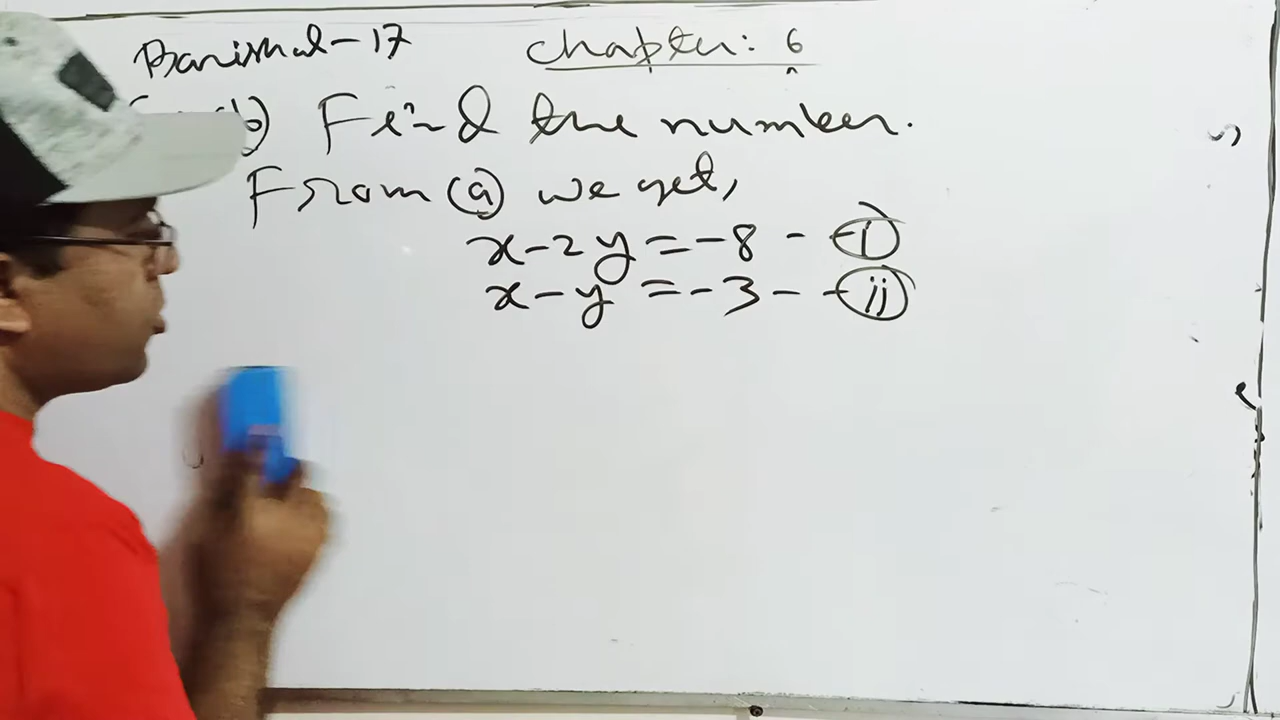 Barishal-17 Chapter: 6
b) Find the number.
From (a) we get,
x-2y=-8 - (i)
x-y=-3 - - (ii)